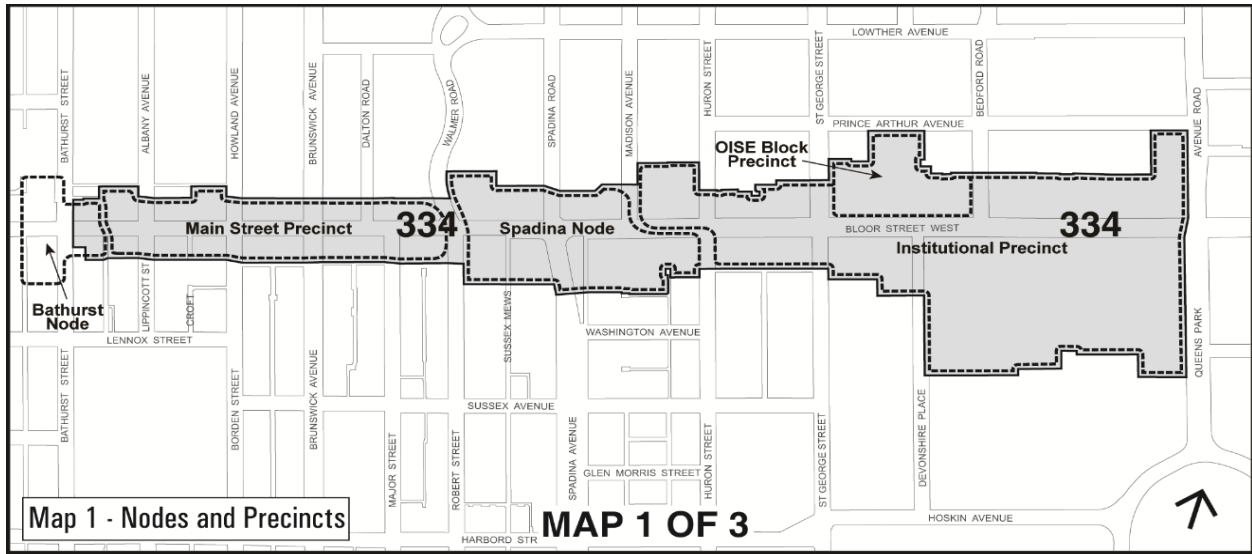 LOWTHER AVENUE
BATHURST STREET
ALBANY AVENUE
HOWLAND AVENUE
BRUNSWICK AVENUE
DALTON ROAD
WALMER ROAD
SPADINA ROAD
MADISON AVENUE
HURON STREET
ST GEORGE STREET
BEDFORD ROAD
AVENUE ROAD
PRINCE ARTHUR AVENUE
OISE Block
Precinct
Main Street Precinct
334
Spadina Node
BLOOR STREET WEST
334
Institutional Precinct
Bathurst
Node
LIPPINCOTT ST
CROFT
LENNOX STREET
SUSSEX MEWS
WASHINGTON AVENUE
QUEENS PARK
BATHURST STREET
BORDEN STREET
BRUNSWICK AVENUE
MAJOR STREET
ROBERT STREET
SUSSEX AVENUE
SPADINA AVENUE
GLEN MORRIS STREET
HURON STREET
ST GEORGE STREET
DEVONSHIRE PLACE
HOSKIN AVENUE
HARBORD STR
Map 1 - Nodes and Precincts
MAP 1 OF 3